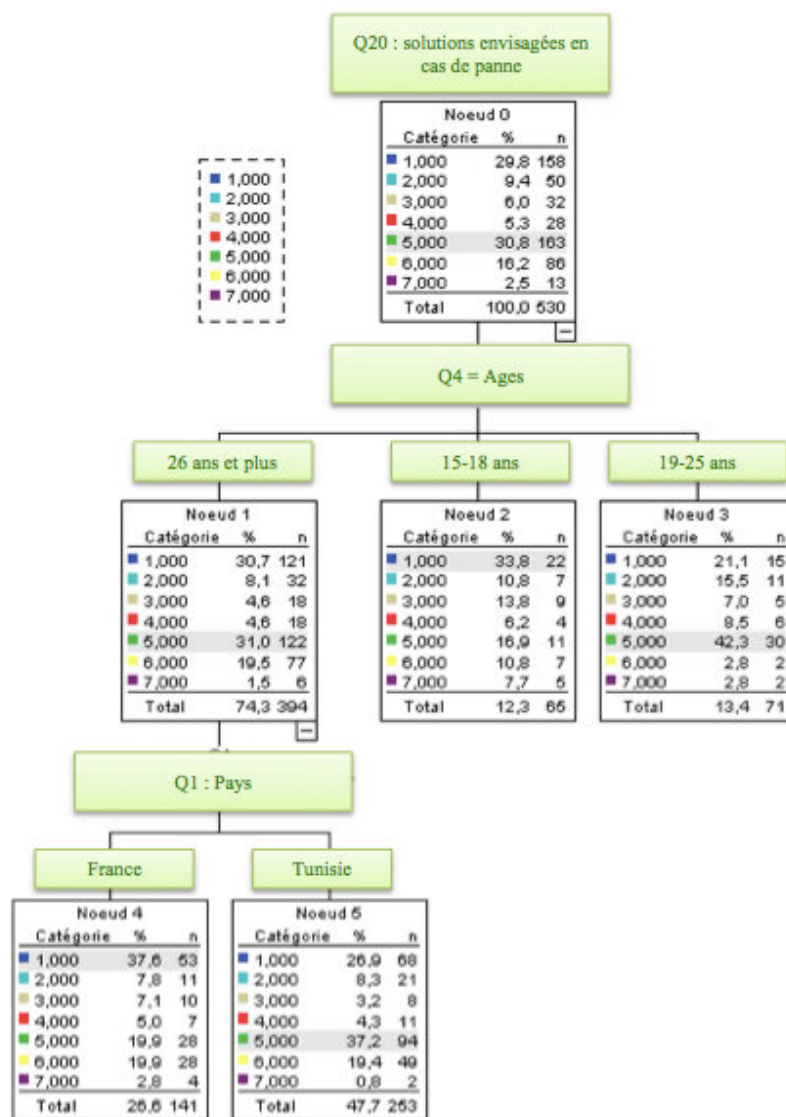 Q20 : solutions envisagées en
cas de panne
Noeud 0
Catégorie % n
1,000 29,8 158
2,000 9,4 50
3,000 6,0 32
4,000 5,3 28
5,000 30,8 163
6,000 16,2 86
7,000 2,5 13
Total 100,0 530
1,000
2,000
3,000
4,000
5,000
6,000
7,000
Q4 = Ages
26 ans et plus
15-18 ans
19-25 ans
Noeud 1
Catégorie % n
1,000 30,7 121
2,000 8,1 32
3,000 4,6 18
4,000 4,6 18
5,000 31,0 122
6,000 19,5 77
7,000 1,5 6
Total 74,3 394
Noeud 2
Catégorie % n
1,000 33,8 22
2,000 10,8 7
3,000 13,8 9
4,000 6,2 4
5,000 16,9 11
6,000 10,8 7
7,000 7,7 5
Total 12,3 65
Noeud 3
Catégorie % n
1,000 21,1 15
2,000 15,5 11
3,000 7,0 5
4,000 8,5 6
5,000 42,3 30
6,000 2,8 2
7,000 2,8 2
Total 13,4 71
Q1 : Pays
France
Tunisie
Noeud 4
Catégorie % n
1,000 37,6 53
2,000 7,8 11
3,000 7,1 10
4,000 5,0 7
5,000 19,9 28
6,000 19,9 28
7,000 2,8 4
Total 26,6 141
Noeud 5
Catégorie % n
1,000 26,9 68
2,000 8,3 21
3,000 3,2 8
4,000 4,3 11
5,000 37,2 94
6,000 19,4 49
7,000 0,8 2
Total 47,7 253